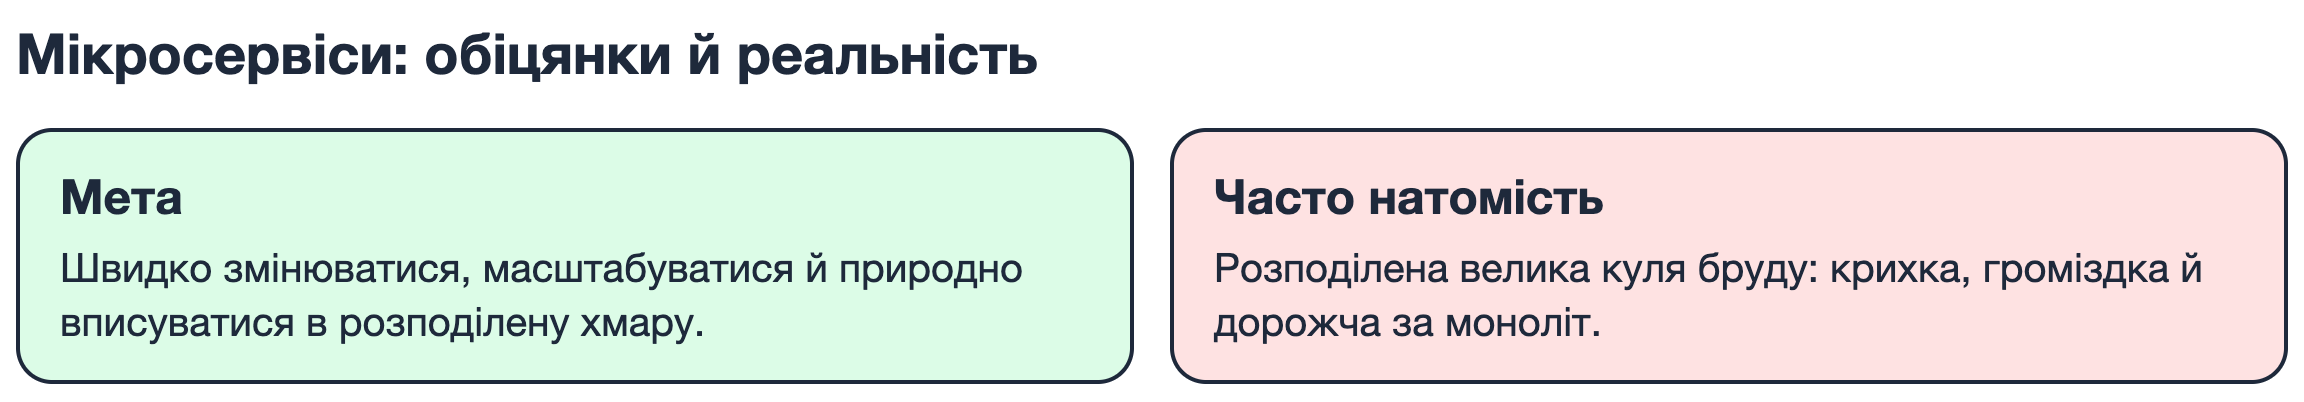 Мікросервіси: обіцянки й реальність
Мета
Швидко змінюватися, масштабуватися й природно
вписуватися в розподілену хмару.
Часто натомість
Розподілена велика куля бруду: крихка, громіздка й
дорожча за моноліт.